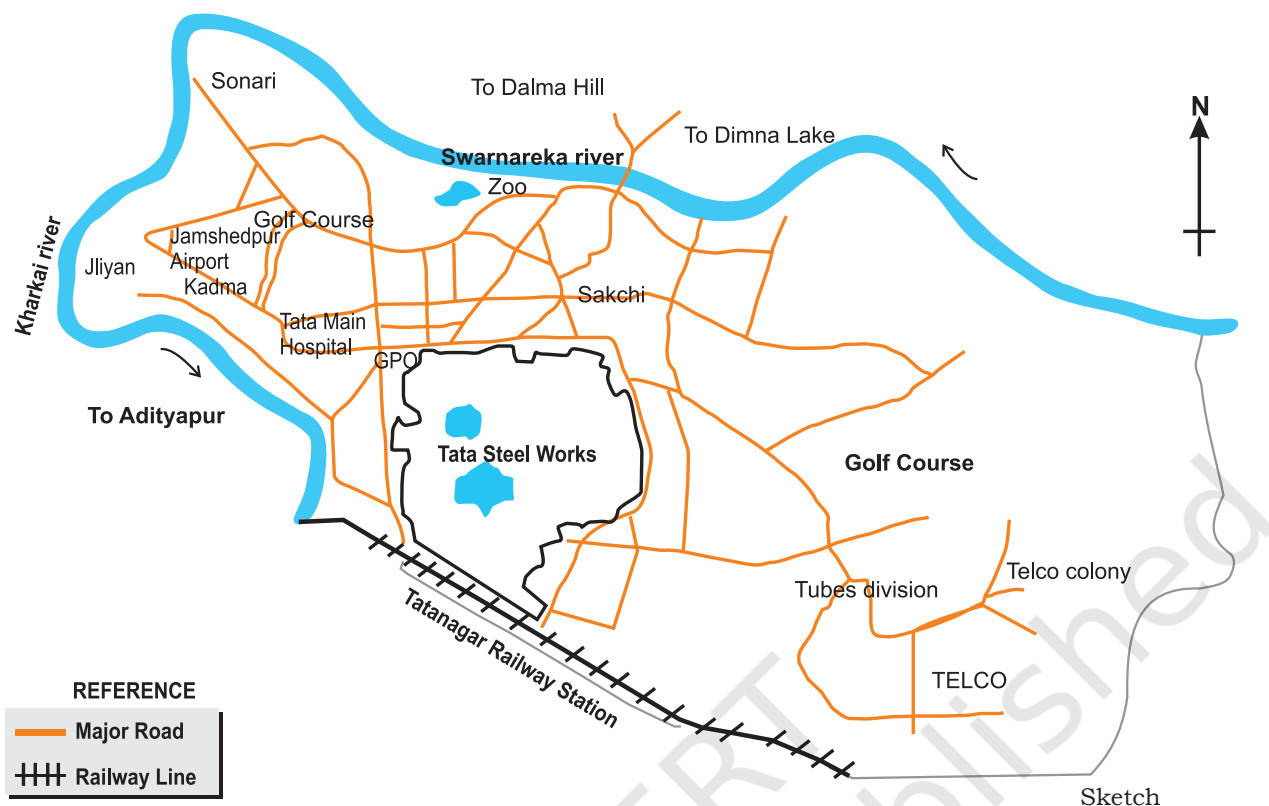 Sonari
To Dalma Hill
N
To Dimna Lake
Swarnareka river
Zoo
Golf Course
Jamshedpur
Airport
Jliyan
Kadma
Kharkai river
Sakchi
Tata Main
Hospital
GPO
To Adityapur
Tata Steel Works
Golf Course
Telco colony
Tubes division
Tatanagar Railway Station
TELCO
REFERENCE
Major Road
Railway Line
Sketch